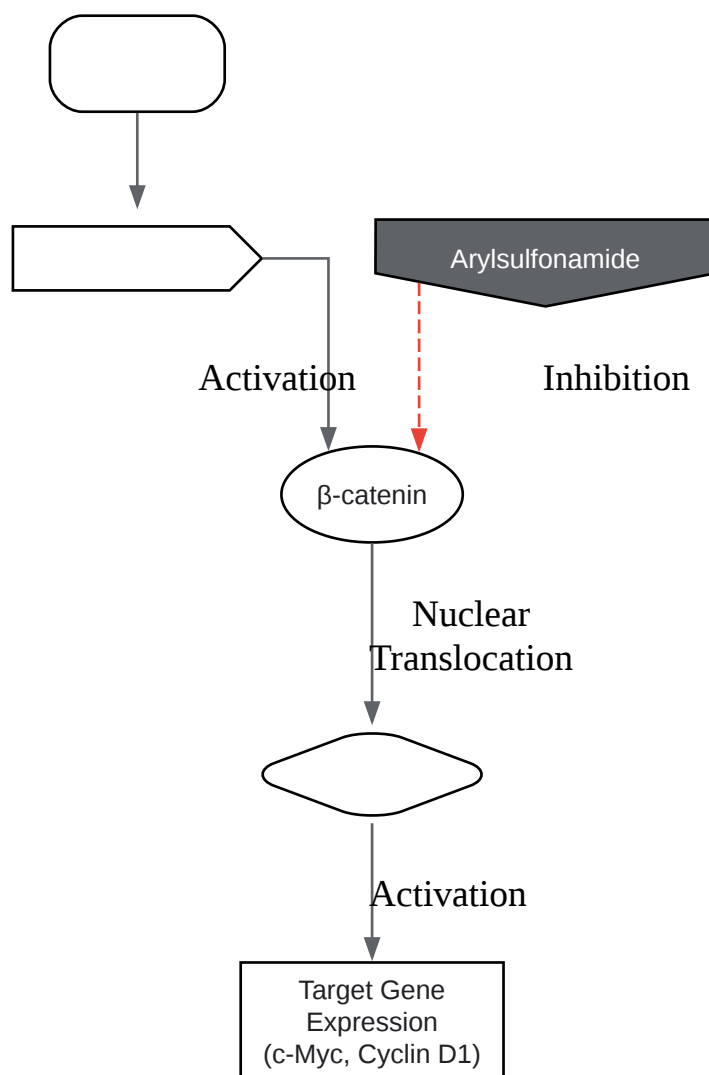 Arylsulfonamide
Activation
Inhibition
β-catenin
Nuclear
Translocation
Activation
Target Gene
Expression
(c-Myc, Cyclin D1)